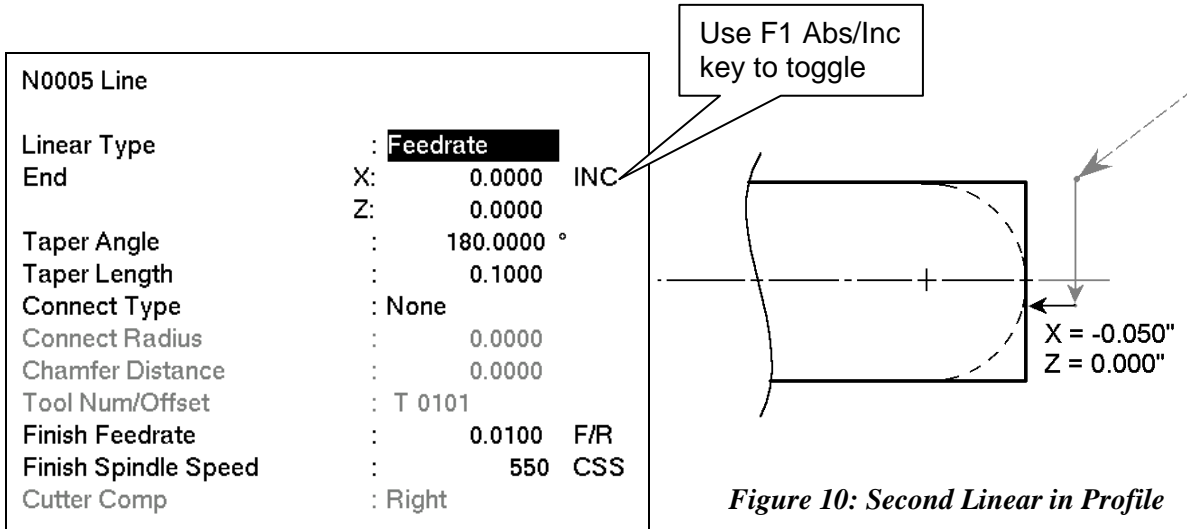 Use F1 Abs/Inc
key to toggle
N0005 Line
Linear Type : Feedrate
End X: 0.0000 INC
Z: 0.0000
Taper Angle : 180.0000 °
Taper Length : 0.1000
Connect Type : None
Connect Radius : 0.0000
Chamfer Distance : 0.0000
Tool Num/Offset : T 0101
Finish Feedrate : 0.0100 F/R
Finish Spindle Speed : 550 CSS
Cutter Comp : Right
X = -0.050"
Z = 0.000"
Figure 10: Second Linear in Profile